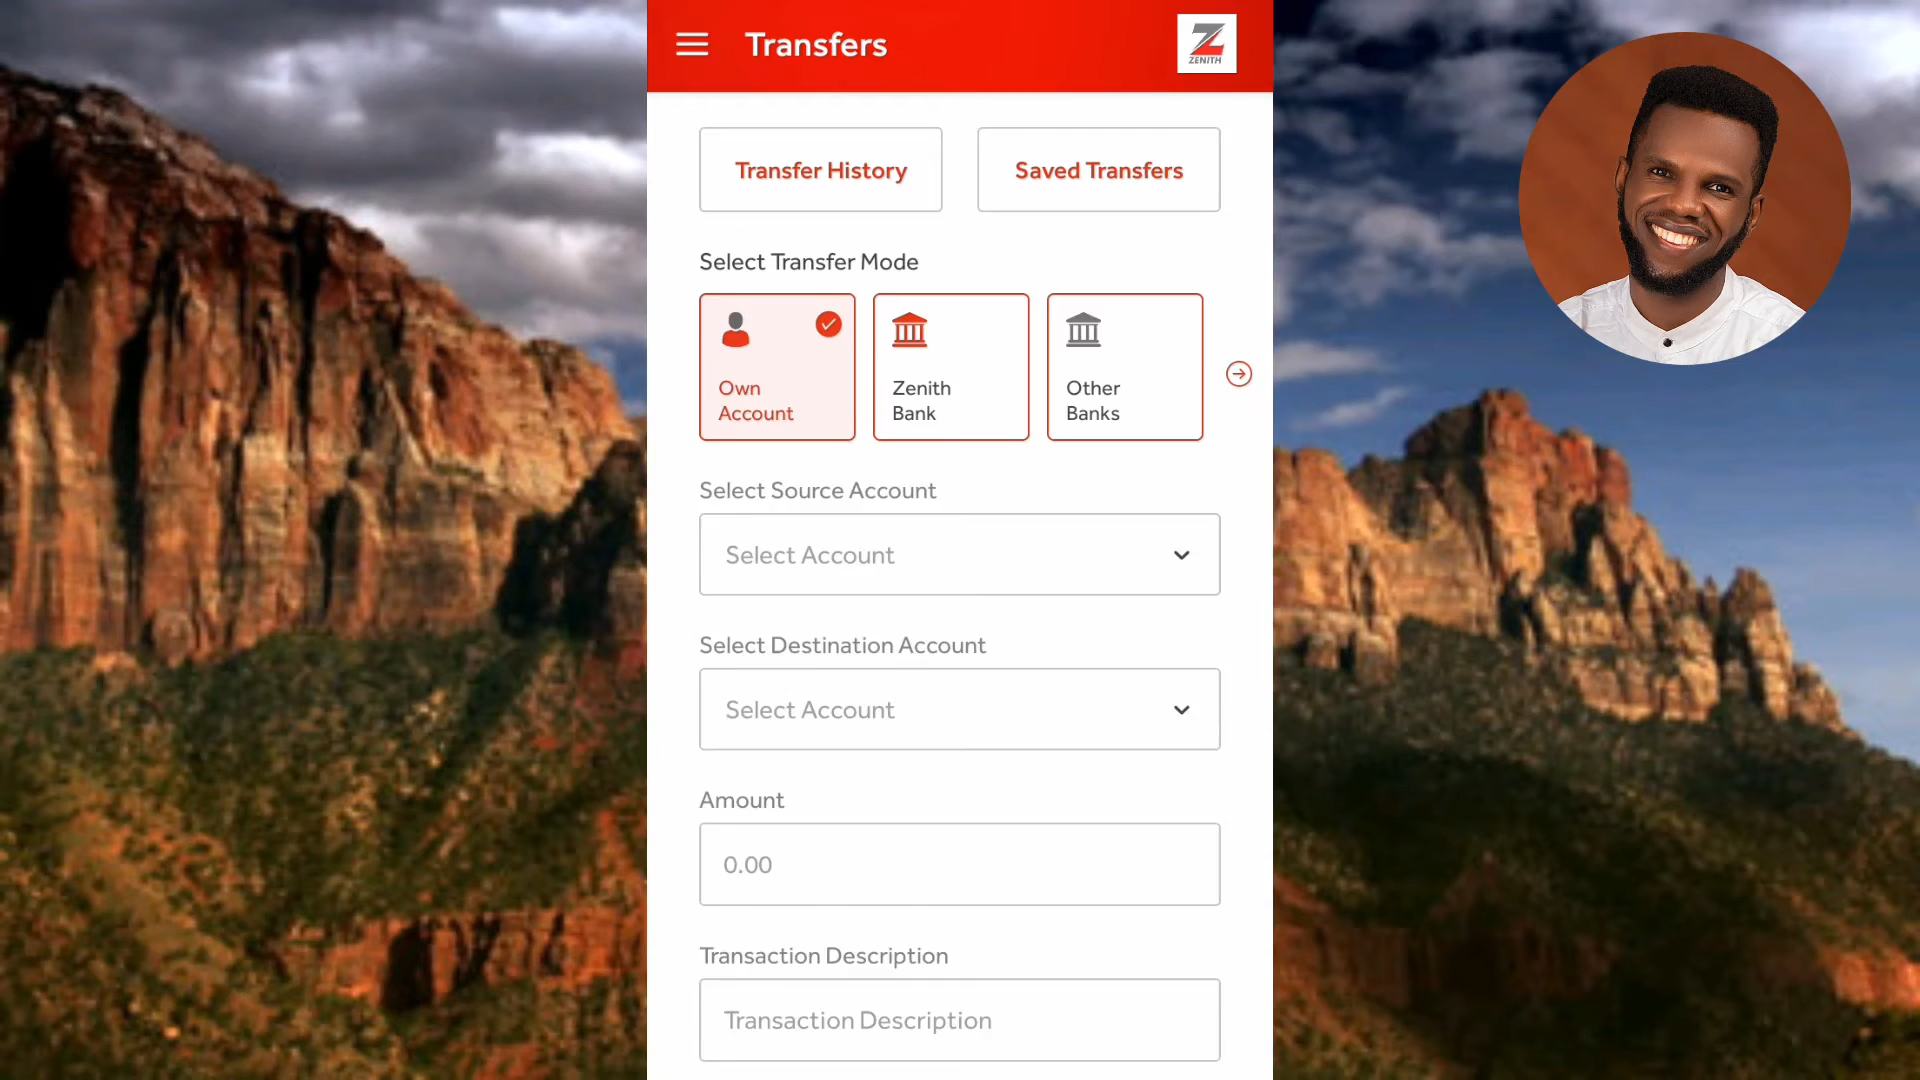 Transfers
ZENITH
Transfer History
Saved Transfers
Select Transfer Mode
Own
Account
Zenith
Bank
Other
Banks
Select Source Account
Select Account
Select Destination Account
Select Account
Amount
0.00
Transaction Description
Transaction Description